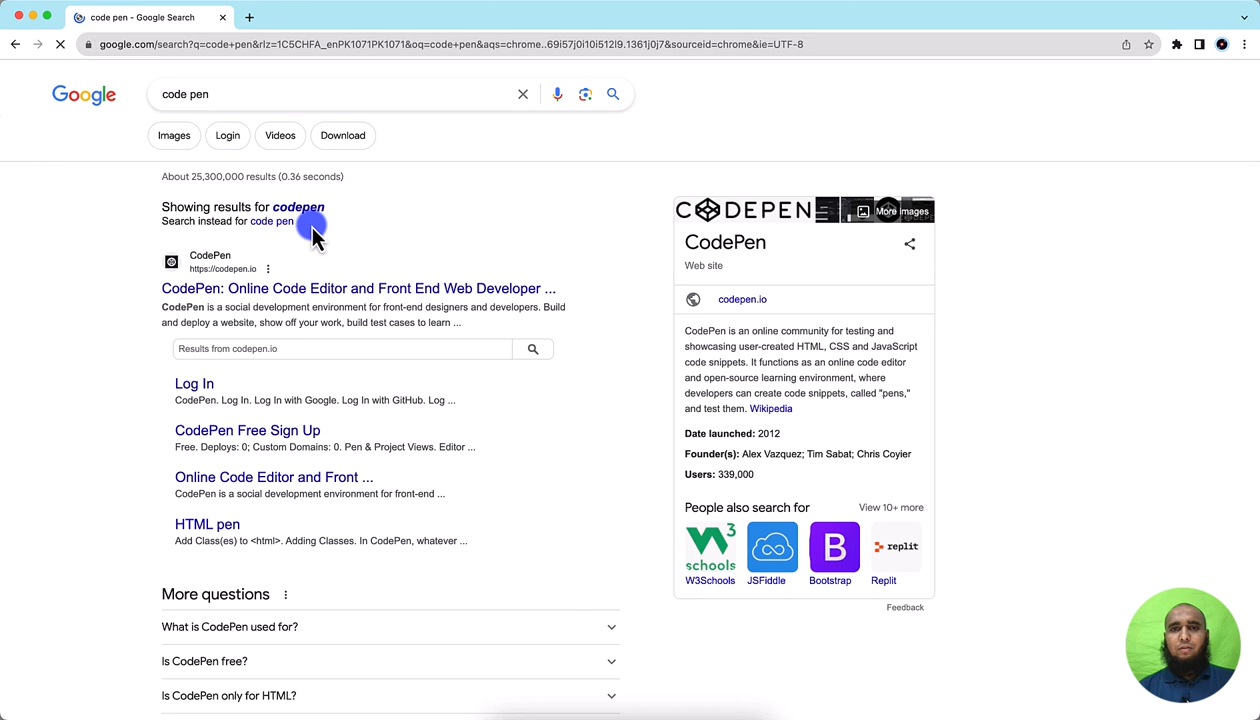 code pen - Google Search
google.com/search?q=code+pen&rlz=1C5CHFA_enPK1071PK1071&oq=code+pen&aqs=chrome..69i57j0i10i512l9.1361j0j7&sourceid=chrome&ie=UTF-8
Google
code pen
Images
Login
Videos
Download
About 25,300,000 results (0.36 seconds)
Showing results for codepen
Search instead for code pen
CodePen
https://codepen.io
CodePen: Online Code Editor and Front End Web Developer ...
CodePen is a social development environment for front-end designers and developers. Build
and deploy a website, show off your work, build test cases to learn ...
Results from codepen.io
Log In
CodePen. Log In. Log In with Google. Log In with GitHub. Log ...
CodePen Free Sign Up
Free. Deploys: 0; Custom Domains: 0. Pen & Project Views. Editor ...
Online Code Editor and Front ...
CodePen is a social development environment for front-end ...
HTML pen
Add Class(es) to <html>. Adding Classes. In CodePen, whatever ...
More questions
What is CodePen used for?
Is CodePen free?
Is CodePen only for HTML?
CODEPEN
More images
CodePen
Web site
codepen.io
CodePen is an online community for testing and
showcasing user-created HTML, CSS and JavaScript
code snippets. It functions as an online code editor
and open-source learning environment, where
developers can create code snippets, called "pens,"
and test them. Wikipedia
Date launched: 2012
Founder(s): Alex Vazquez; Tim Sabat; Chris Coyier
Users: 339,000
People also search for
View 10+ more
W3 schools
B
replit
W3Schools
JSFiddle
Bootstrap
Replit
Feedback